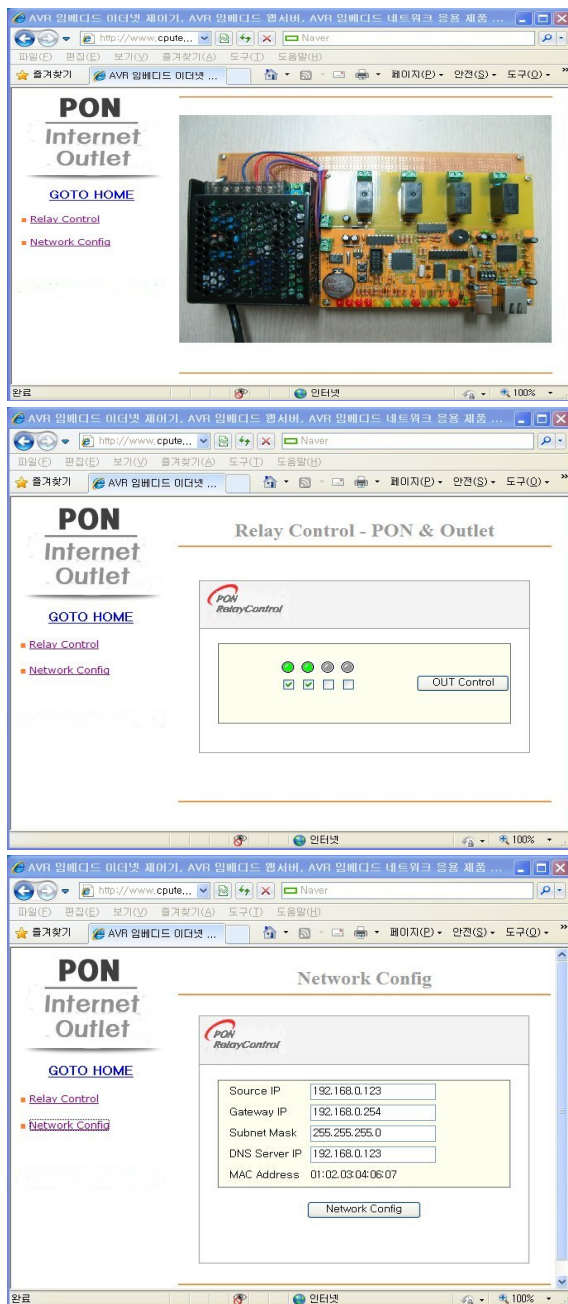 AVR 임베디드 이더넷 제어기, AVR 임베디드 웹서버, AVR 임베디드 네트워크 응용 제품 ...
http://www.cpute...
Naver
파일(F) 편집(E) 보기(V) 즐겨찾기(A) 도구(T) 도움말(H)
즐겨찾기
AVR 임베디드 이더넷 ...
페이지(P)
안전(S)
도구(O)
PON
Internet
Outlet
GOTO HOME
Relay Control
Network Config
완료
인터넷
100%
AVR 임베디드 이더넷 제어기, AVR 임베디드 웹서버, AVR 임베디드 네트워크 응용 제품 ...
http://www.cpute...
Naver
파일(F) 편집(E) 보기(V) 즐겨찾기(A) 도구(T) 도움말(H)
즐겨찾기
AVR 임베디드 이더넷 ...
페이지(P)
안전(S)
도구(O)
PON
Internet
Outlet
GOTO HOME
Relay Control
Network Config
Relay Control - PON & Outlet
PON
RelayControl
OUT Control
인터넷
100%
AVR 임베디드 이더넷 제어기, AVR 임베디드 웹서버, AVR 임베디드 네트워크 응용 제품 ...
http://www.cpute...
Naver
파일(F) 편집(E) 보기(V) 즐겨찾기(A) 도구(T) 도움말(H)
즐겨찾기
AVR 임베디드 이더넷 ...
페이지(P)
안전(S)
도구(O)
PON
Internet
Outlet
GOTO HOME
Relay Control
Network Config
Network Config
PON
RelayControl
Source IP 192.168.0.123
Gateway IP 192.168.0.254
Subnet Mask 255.255.255.0
DNS Server IP 192.168.0.123
MAC Address 01:02:03:04:06:07
Network Config
완료
인터넷
100%